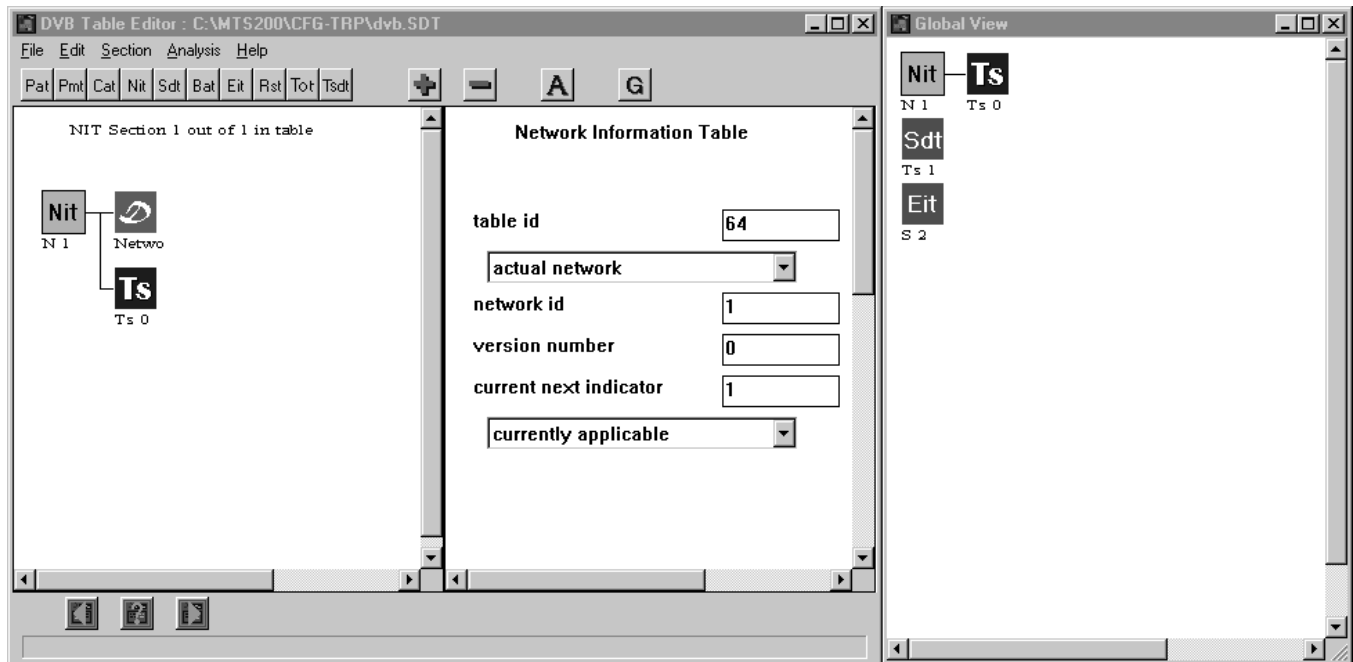 DVB Table Editor : C:\MTS200\CFG-TRP\dvb.SDT
File Edit Section Analysis Help
Pat Pmt Cat Nit Sdt Bat Eit Rst Tot Tsdt
A G
NIT Section 1 out of 1 in table
Nit
N 1
Netwo
Ts
Ts 0
Network Information Table
table id 64
actual network
network id 1
version number 0
current next indicator 1
currently applicable
Global View
Nit Ts
N 1 Ts 0
Sdt
Ts 1
Eit
S 2